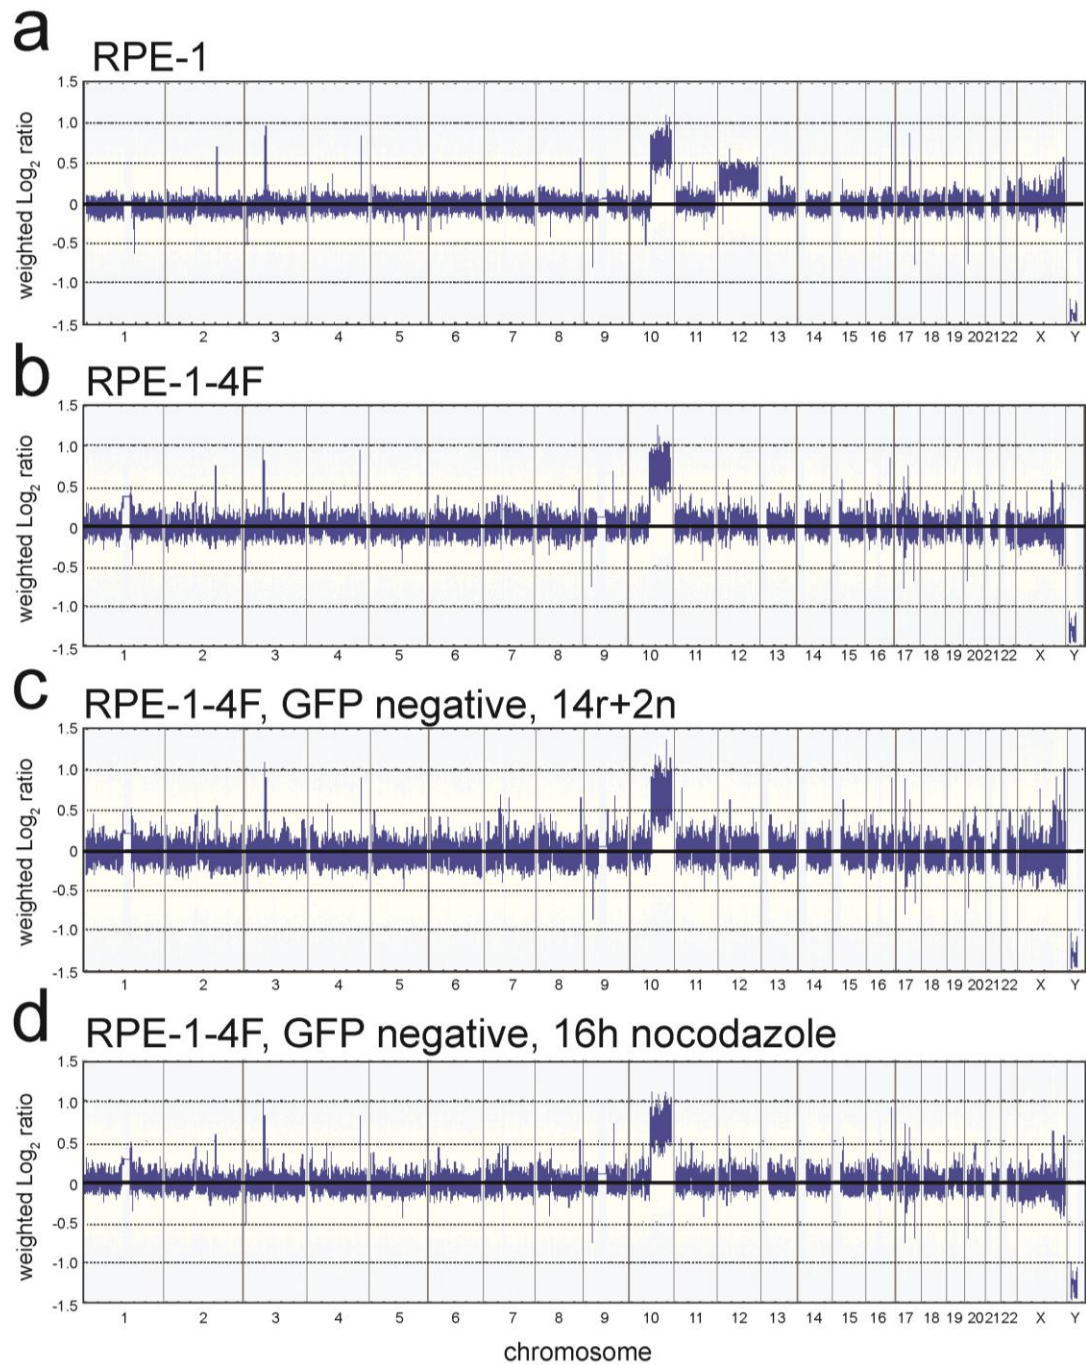 a
RPE-1
weighted Log2 ratio
1.5
1.0
0.5
0
-0.5
-1.0
-1.5
1 2 3 4 5 6 7 8 9 10 11 12 13 14 15 16 17 18 19 20 21 22 X Y
b
RPE-1-4F
weighted Log2 ratio
1.5
1.0
0.5
0
-0.5
-1.0
-1.5
1 2 3 4 5 6 7 8 9 10 11 12 13 14 15 16 17 18 19 20 21 22 X Y
c
RPE-1-4F, GFP negative, 14r+2n
weighted Log2 ratio
1.5
1.0
0.5
0
-0.5
-1.0
-1.5
1 2 3 4 5 6 7 8 9 10 11 12 13 14 15 16 17 18 19 20 21 22 X Y
d
RPE-1-4F, GFP negative, 16h nocodazole
weighted Log2 ratio
1.5
1.0
0.5
0
-0.5
-1.0
-1.5
1 2 3 4 5 6 7 8 9 10 11 12 13 14 15 16 17 18 19 20 21 22 X Y
chromosome